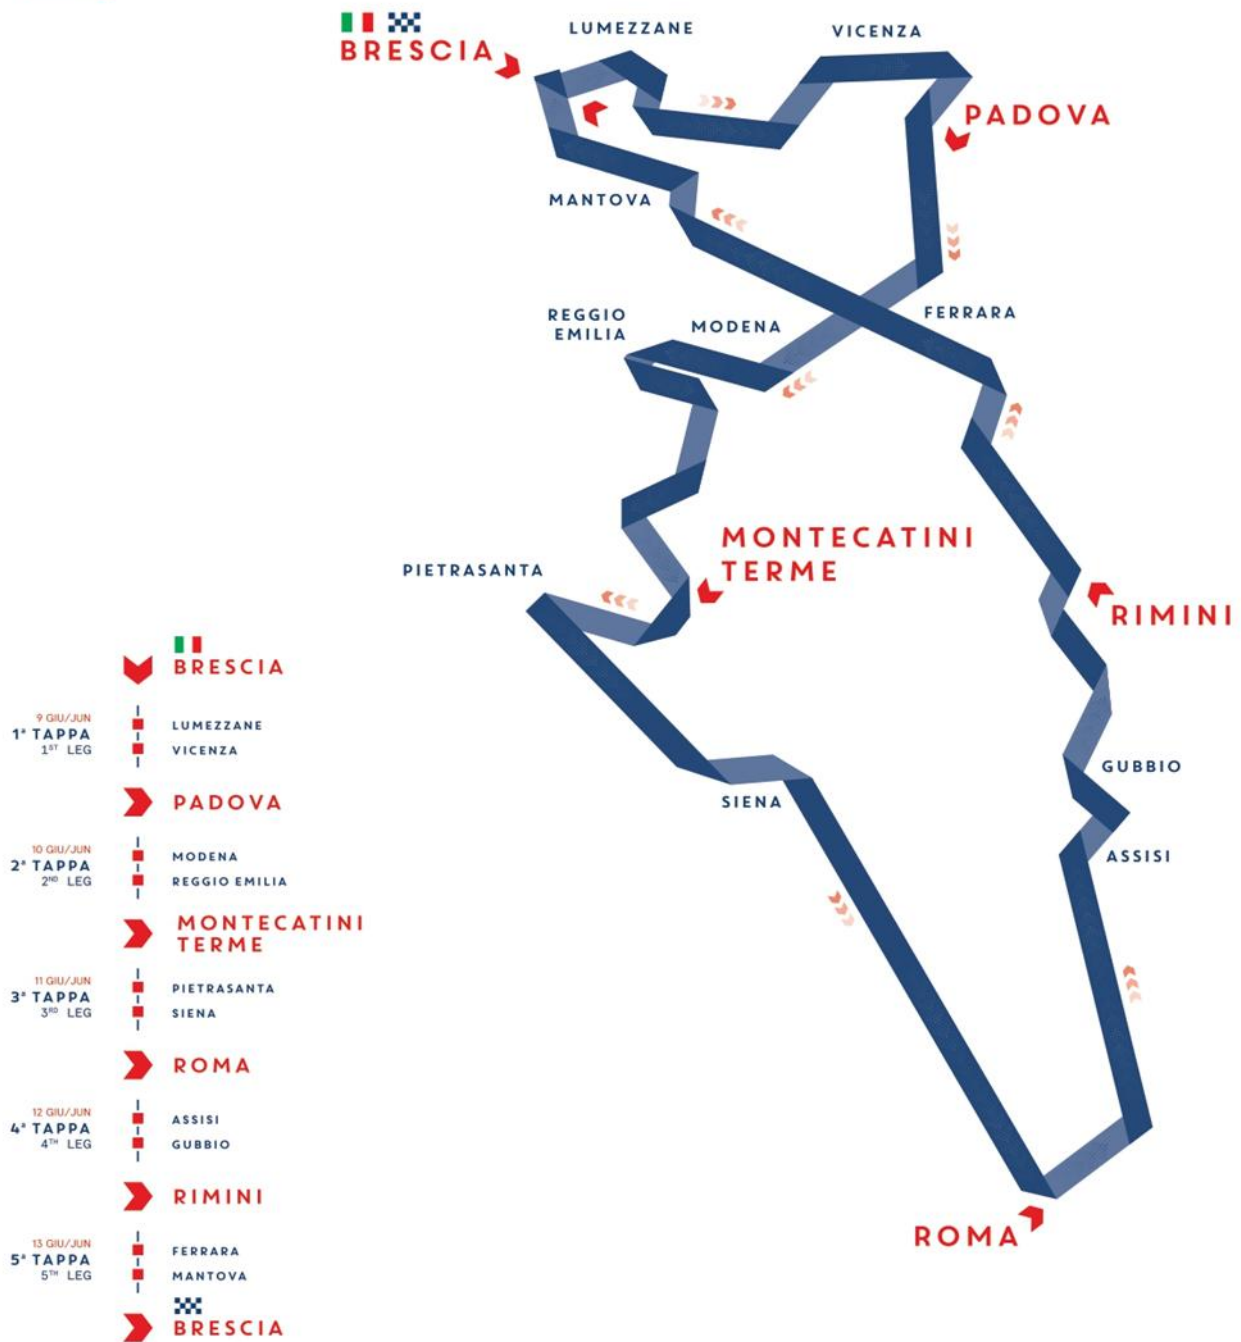 BRESCIA
LUMEZZANE
VICENZA
PADOVA
MANTOVA
FERRARA
REGGIO
EMILIA
MODENA
MONTECATINI
TERME
PIETRASANTA
RIMINI
GUBBIO
SIENA
ASSISI
ROMA
BRESCIA
9 GIU/JUN
1ª TAPPA
1ST LEG
LUMEZZANE
VICENZA
PADOVA
10 GIU/JUN
2ª TAPPA
2ND LEG
MODENA
REGGIO EMILIA
MONTECATINI
TERME
11 GIU/JUN
3ª TAPPA
3RD LEG
PIETRASANTA
SIENA
ROMA
12 GIU/JUN
4ª TAPPA
4TH LEG
ASSISI
GUBBIO
RIMINI
13 GIU/JUN
5ª TAPPA
5TH LEG
FERRARA
MANTOVA
BRESCIA